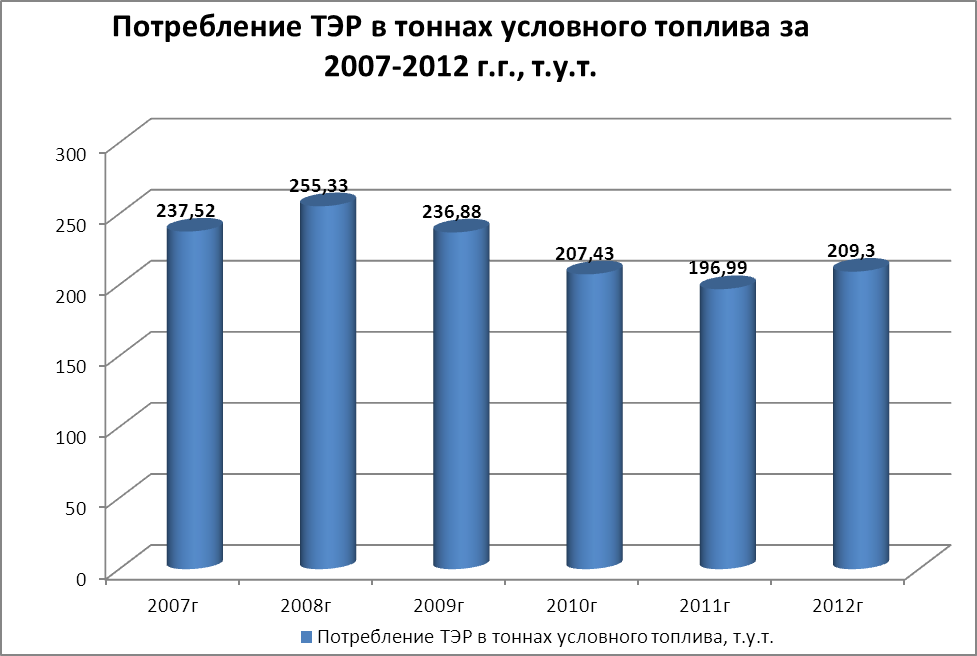 Потребление ТЭР в тоннах условного топлива за
2007-2012 г.г., т.у.т.
300
250
200
150
100
50
0
237,52
255,33
236,88
207,43
196,99
209,3
2007г
2008г
2009г
2010г
2011г
2012г
Потребление ТЭР в тоннах условного топлива, т.у.т.